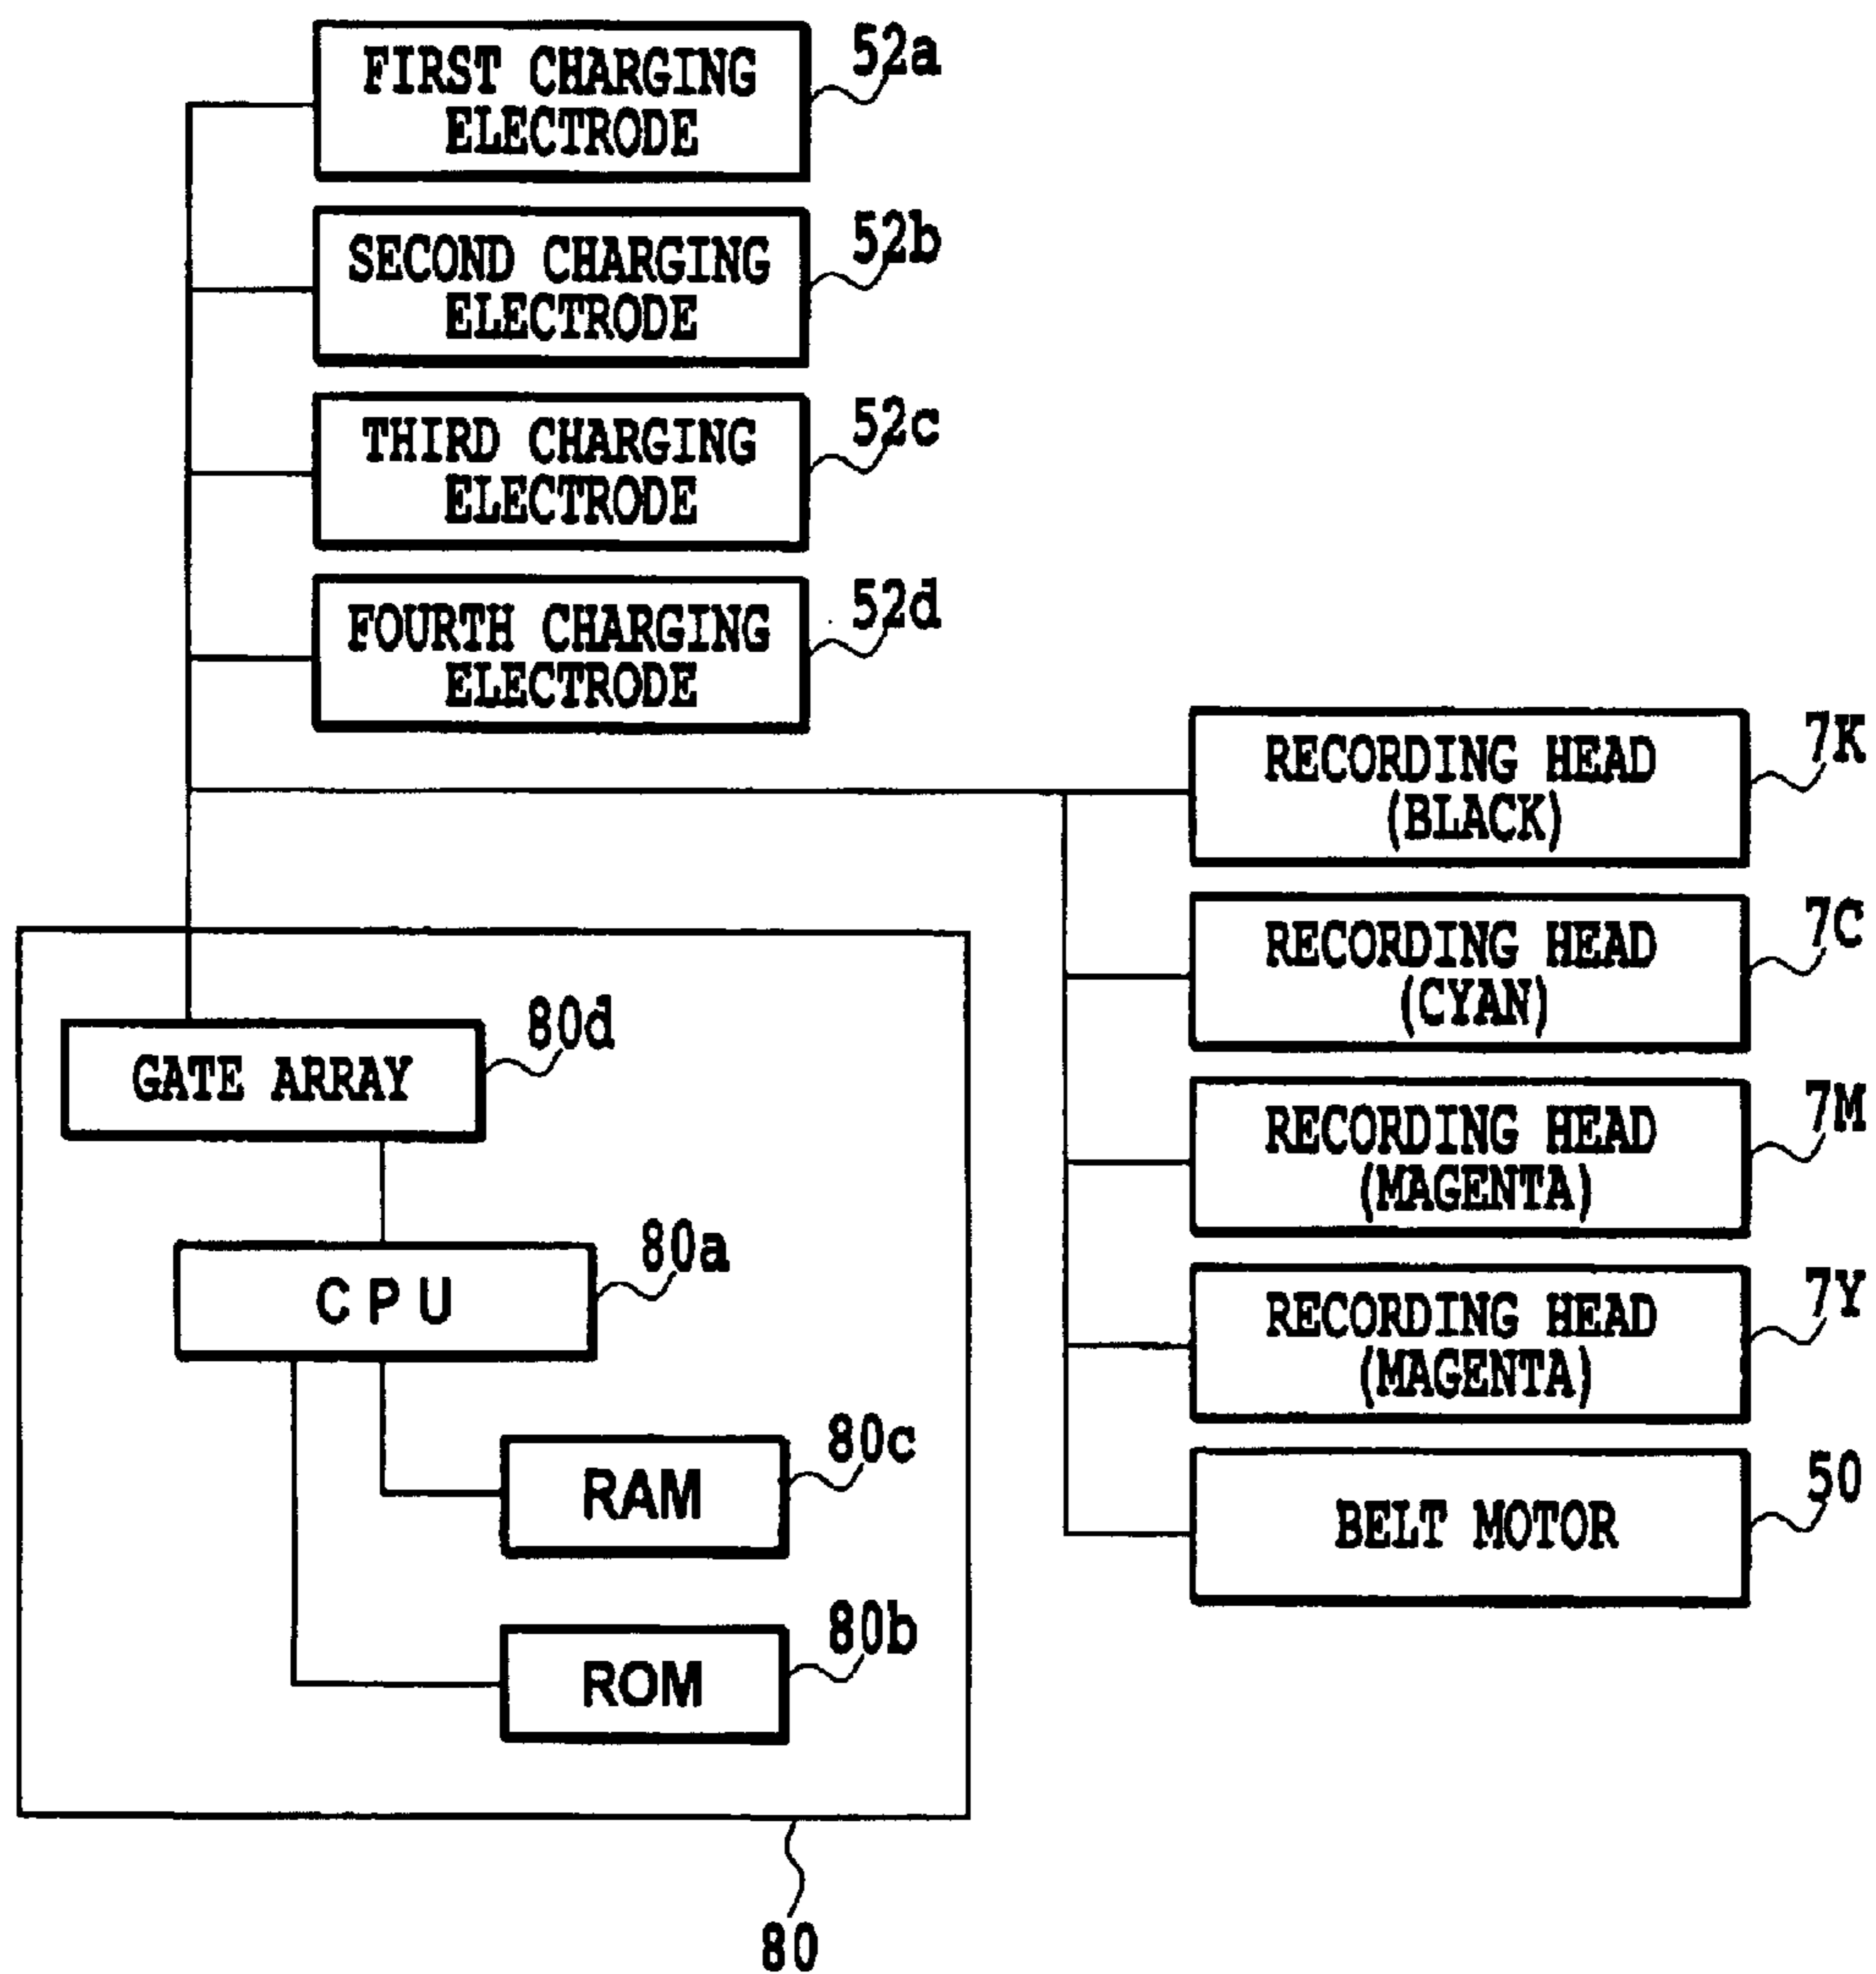 FIRST CHARGING
ELECTRODE
52a
SECOND CHARGING
ELECTRODE
52b
THIRD CHARGING
ELECTRODE
52c
FOURTH CHARGING
ELECTRODE
52d
RECORDING HEAD
(BLACK)
7K
RECORDING HEAD
(CYAN)
7C
RECORDING HEAD
(MAGENTA)
7M
RECORDING HEAD
(MAGENTA)
7Y
BELT MOTOR
50
GATE ARRAY
80d
CPU
80a
RAM
80c
ROM
80b
80